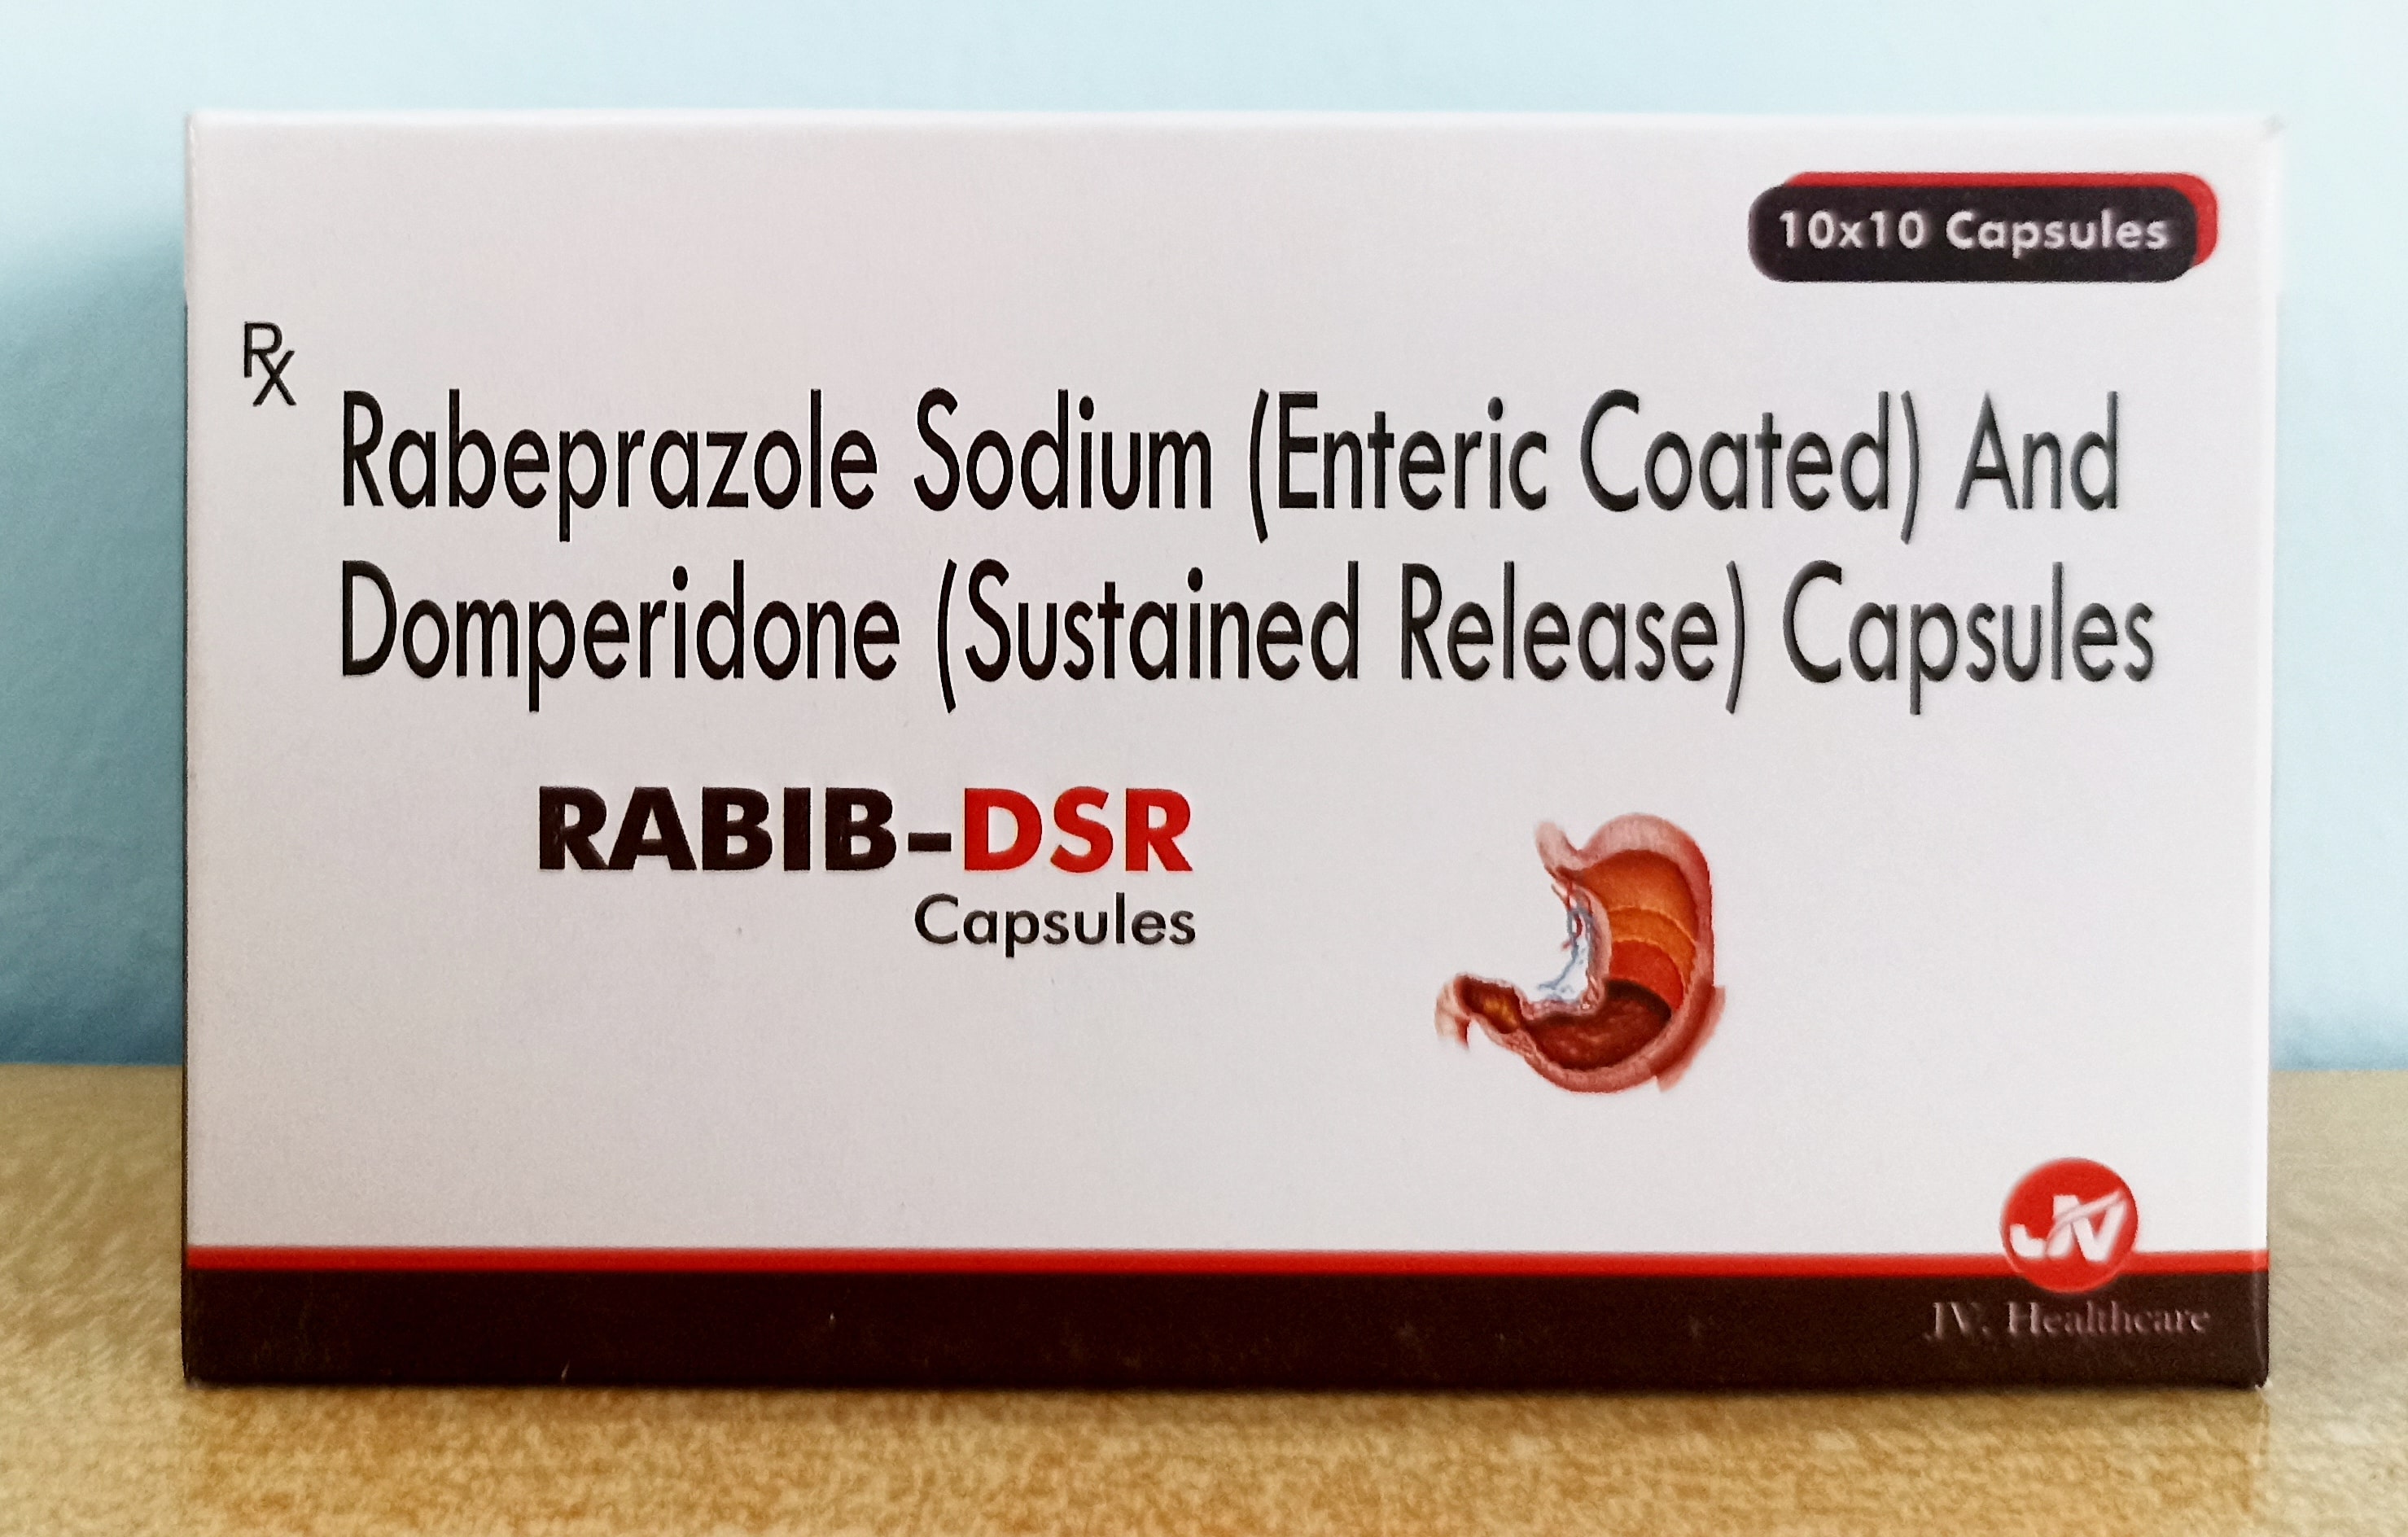 10x10 Capsules
Rx
Rabeprazole Sodium (Enteric Coated) And
Domperidone (Sustained Release) Capsules
RABIB-DSR
Capsules
JV
JV. Healthcare